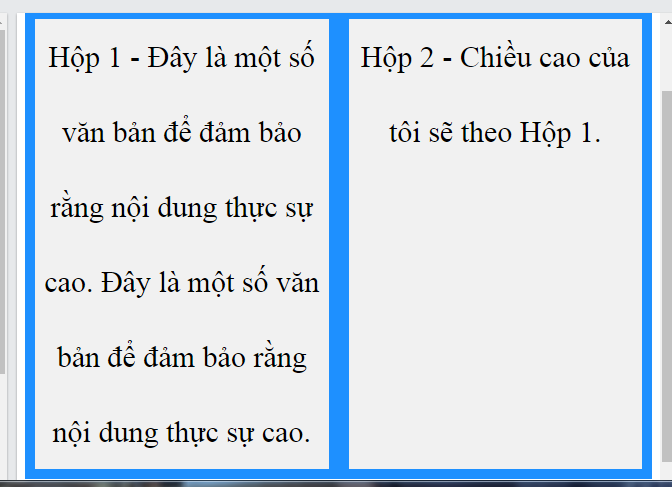 Hộp 1 - Đây là một số
văn bản để đảm bảo
rằng nội dung thực sự
cao. Đây là một số văn
bản để đảm bảo rằng
nội dung thực sự cao.
Hộp 2 - Chiều cao của
tôi sẽ theo Hộp 1.